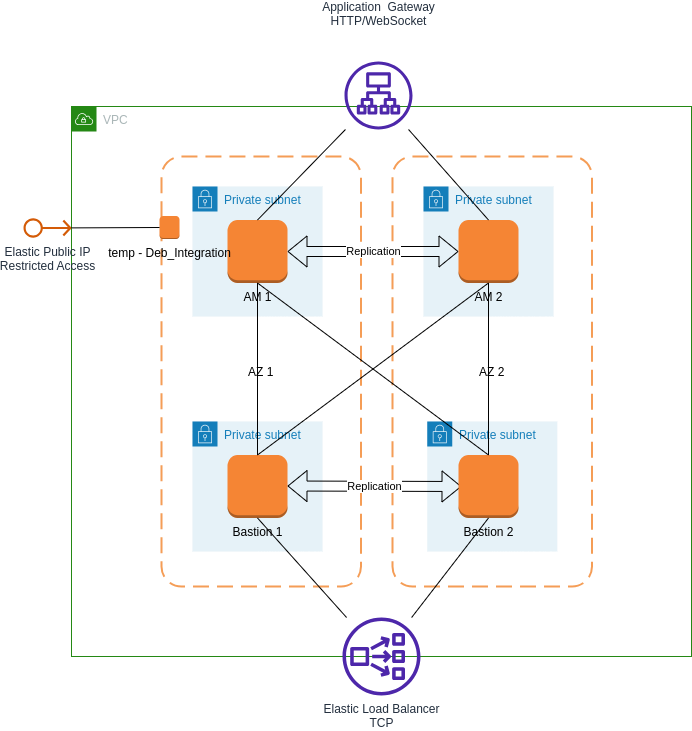 Application Gateway
HTTP/WebSocket
VPC
Private subnet
Private subnet
Elastic Public IP
Restricted Access
temp - Deb_Integration
Replication
AM 1
AM 2
AZ 1
AZ 2
Private subnet
Private subnet
Replication
Bastion 1
Bastion 2
Elastic Load Balancer
TCP